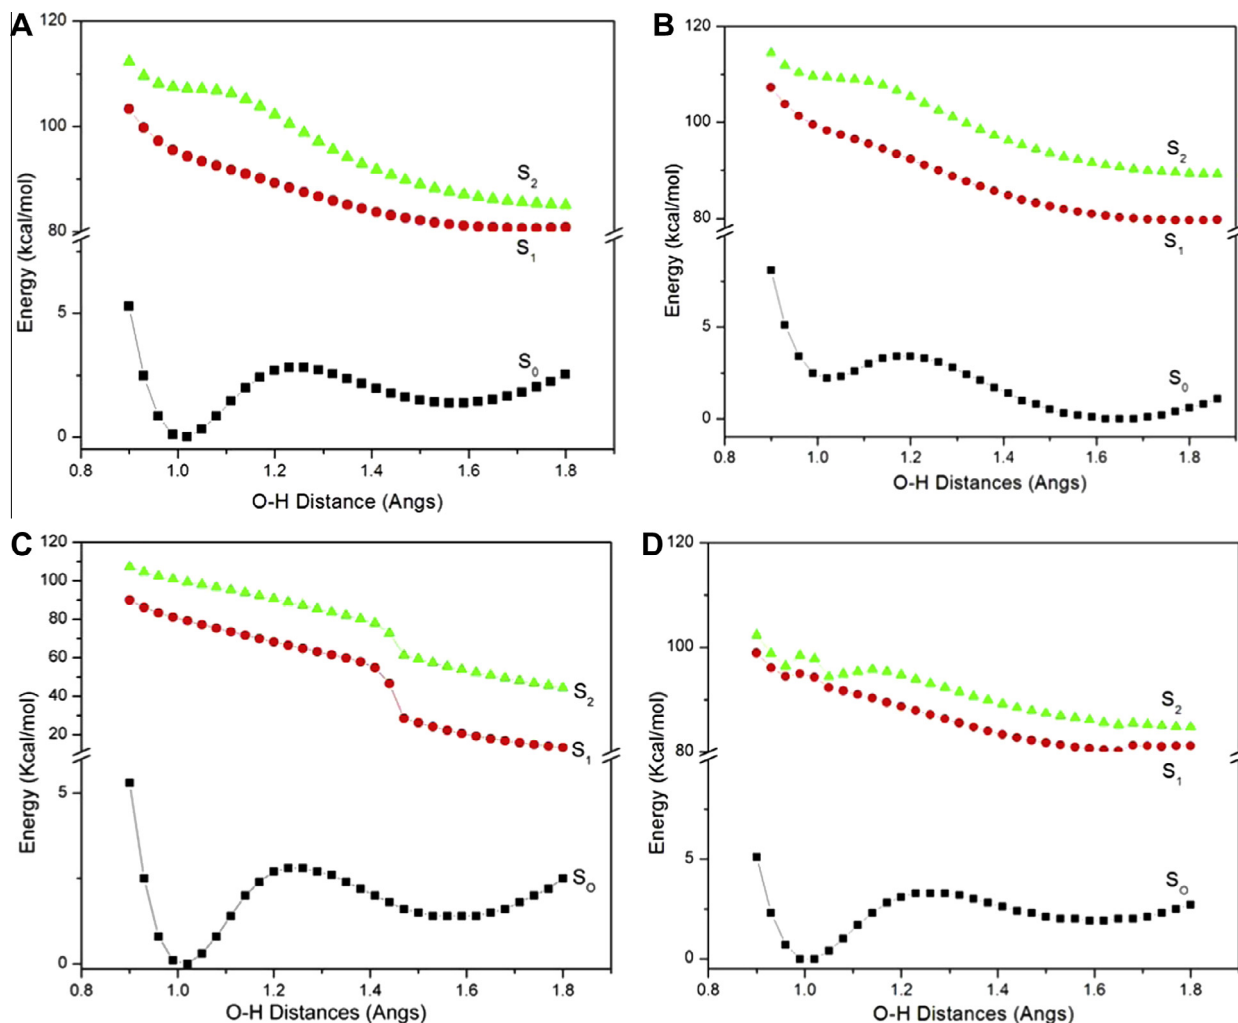 A
120
100
80
5
0
Energy (kcal/mol)
S2
S1
S0
0.8 1.0 1.2 1.4 1.6 1.8
O-H Distance (Angs)
B
120
100
80
5
0
Energy (kcal/mol)
S2
S1
S0
0.8 1.0 1.2 1.4 1.6 1.8
O-H Distances (Angs)
C
120
100
80
60
40
20
5
0
Energy (Kcal/mol)
S2
S1
SO
0.8 1.0 1.2 1.4 1.6 1.8
O-H Distances (Angs)
D
120
100
80
5
0
Energy (Kcal/mol)
S2
S1
SO
0.8 1.0 1.2 1.4 1.6 1.8
O-H Distances (Angs)